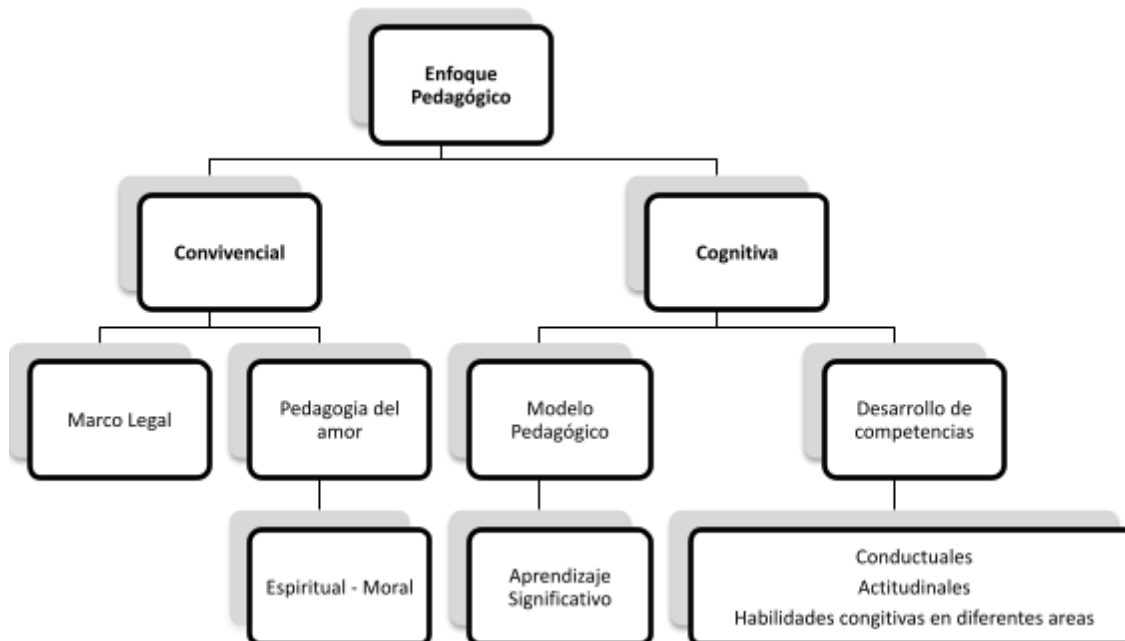 Enfoque
Pedagógico
Convivencial
Cognitiva
Marco Legal
Pedagogia del
amor
Modelo
Pedagógico
Desarrollo de
competencias
Espiritual - Moral
Aprendizaje
Significativo
Conductuales
Actitudinales
Habilidades congitivas en diferentes areas